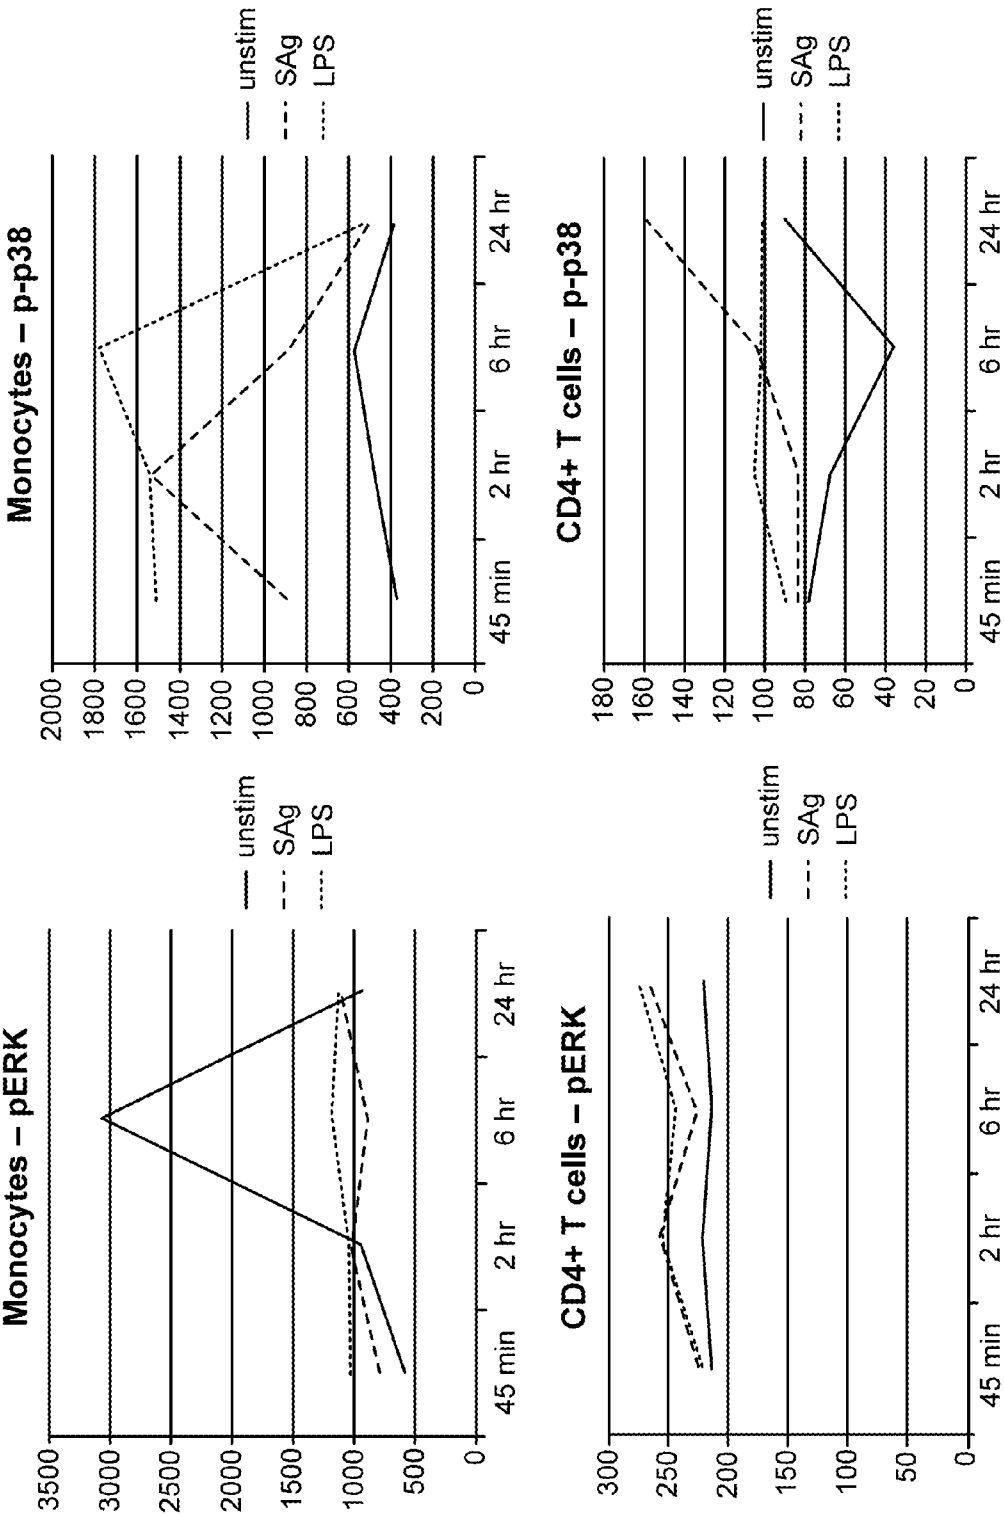 Monocytes – pERK
3500
3000
2500
2000
1500
1000
500
0
45 min
2 hr
6 hr
24 hr
unstim
SAg
LPS
Monocytes – p-p38
2000
1800
1600
1400
1200
1000
800
600
400
200
0
45 min
2 hr
6 hr
24 hr
unstim
SAg
LPS
CD4+ T cells – pERK
300
250
200
150
100
50
0
45 min
2 hr
6 hr
24 hr
unstim
SAg
LPS
CD4+ T cells – p-p38
180
160
140
120
100
80
60
40
20
0
45 min
2 hr
6 hr
24 hr
unstim
SAg
LPS